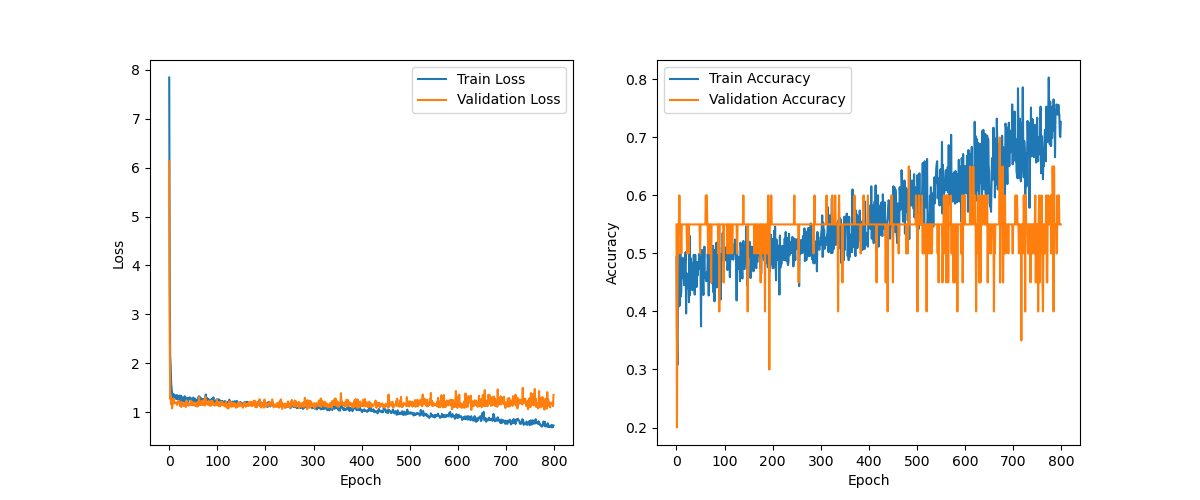 8
7
6
5
4
3
2
1
0 100 200 300 400 500 600 700 800
Loss
Epoch
Train Loss
Validation Loss
0.8
0.7
0.6
0.5
0.4
0.3
0.2
0 100 200 300 400 500 600 700 800
Accuracy
Epoch
Train Accuracy
Validation Accuracy